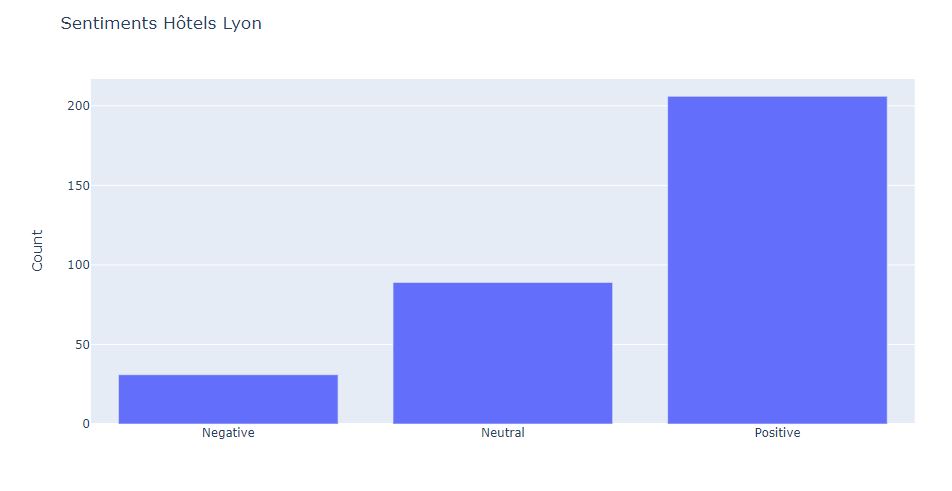 Sentiments Hôtels Lyon
200
150
100
50
0
Count
Negative
Neutral
Positive